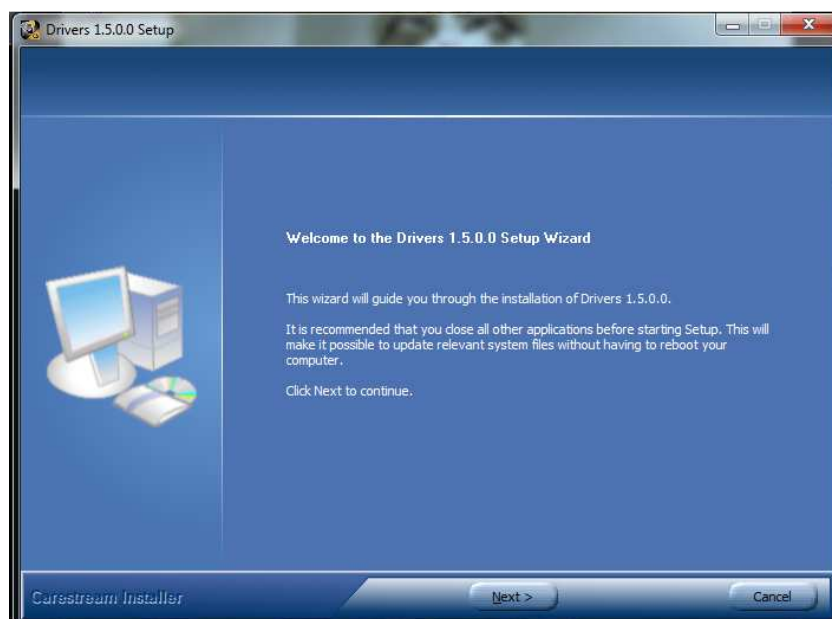 Drivers 1.5.0.0 Setup
Welcome to the Drivers 1.5.0.0 Setup Wizard
This wizard will guide you through the installation of Drivers 1.5.0.0.
It is recommended that you close all other applications before starting Setup. This will
make it possible to update relevant system files without having to reboot your
computer.
Click Next to continue.
Carestream Installer
Next >
Cancel